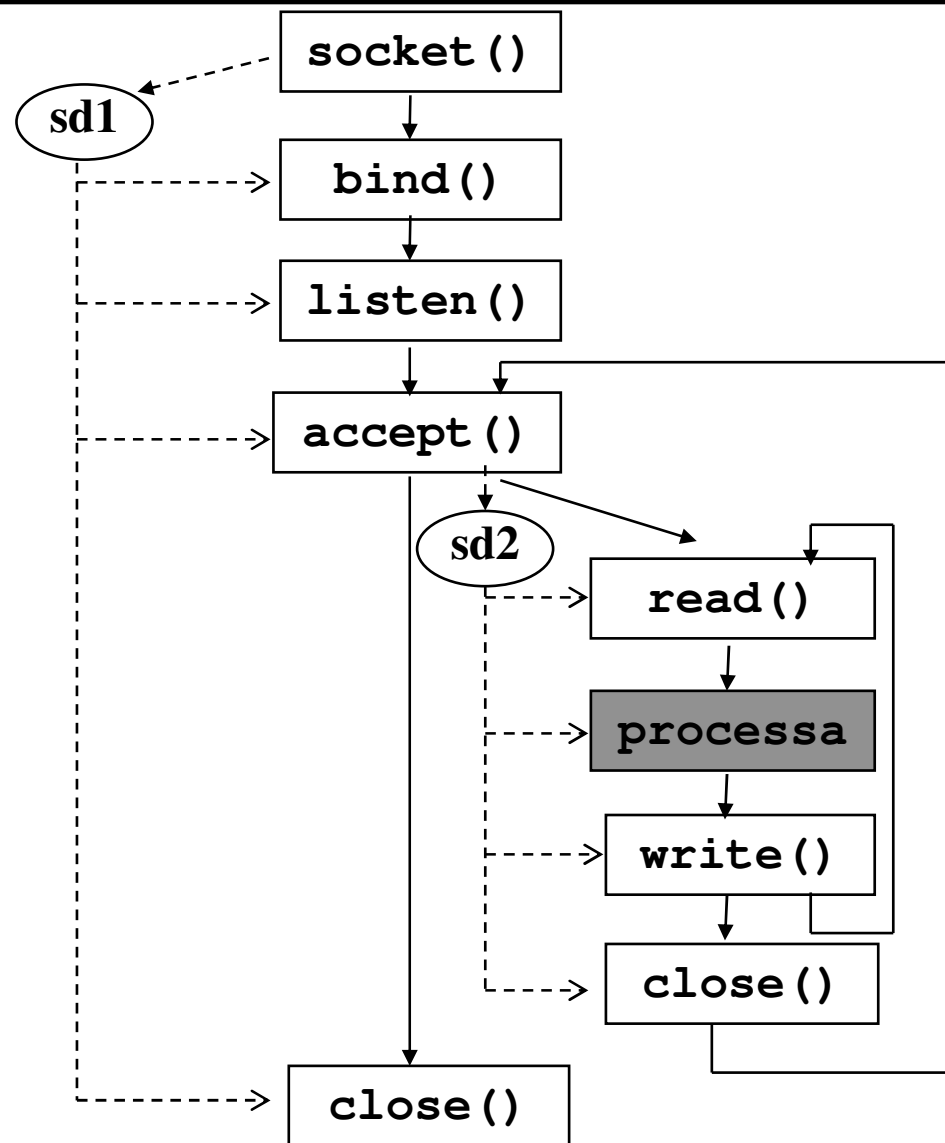 socket()
sd1
bind()
listen()
accept()
sd2
read()
processa
write()
close()
close()